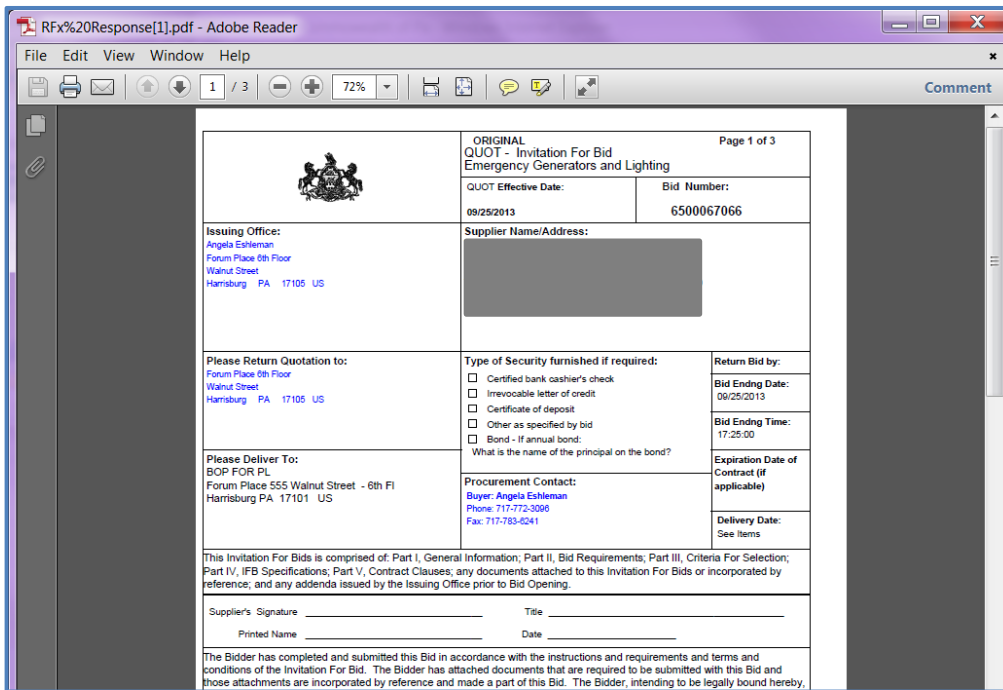 RFx%20Response[1].pdf - Adobe Reader
File Edit View Window Help
1 / 3 72% Comment
ORIGINAL Page 1 of 3
QUOT - Invitation For Bid
Emergency Generators and Lighting
QUOT Effective Date: Bid Number:
09/25/2013 6500067066
Issuing Office:
Angela Eshleman
Forum Place 6th Floor
Walnut Street
Harrisburg PA 17105 US
Supplier Name/Address:
Please Return Quotation to:
Forum Place 6th Floor
Walnut Street
Harrisburg PA 17105 US
Type of Security furnished if required:
Certified bank cashier's check
Irrevocable letter of credit
Certificate of deposit
Other as specified by bid
Bond - If annual bond:
What is the name of the principal on the bond?
Return Bid by:
Bid Endng Date:
09/25/2013
Bid Endng Time:
17:25:00
Expiration Date of
Contract (if
applicable)
Delivery Date:
See Items
Please Deliver To:
BOP FOR PL
Forum Place 555 Walnut Street - 6th Fl
Harrisburg PA 17101 US
Procurement Contact:
Buyer: Angela Eshleman
Phone: 717-772-3096
Fax: 717-783-6241
This Invitation For Bids is comprised of: Part I, General Information; Part II, Bid Requirements; Part III, Criteria For Selection;
Part IV, IFB Specifications; Part V, Contract Clauses; any documents attached to this Invitation For Bids or incorporated by
reference; and any addenda issued by the Issuing Office prior to Bid Opening.
Supplier's Signature Title
Printed Name Date
The Bidder has completed and submitted this Bid in accordance with the instructions and requirements and terms and
conditions of the Invitation For Bid. The Bidder has attached documents that are required to be submitted with this Bid and
those attachments are incorporated by reference and made a part of this Bid. The Bidder, intending to be legally bound hereby,